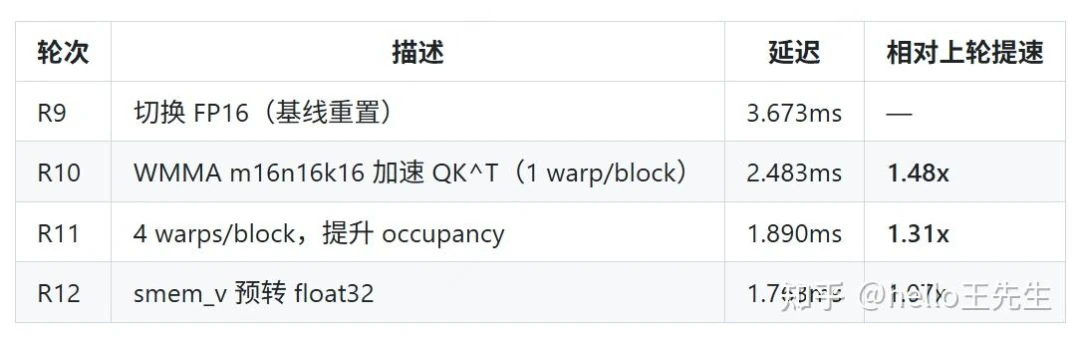 轮次 描述 延迟 相对上轮提速
R9 切换 FP16（基线重置） 3.673ms —
R10 WMMA m16n16k16 加速 QK^T（1 warp/block） 2.483ms 1.48x
R11 4 warps/block，提升 occupancy 1.890ms 1.31x
R12 smem_v 预转 float32 1.07x
知乎 @hello王先生